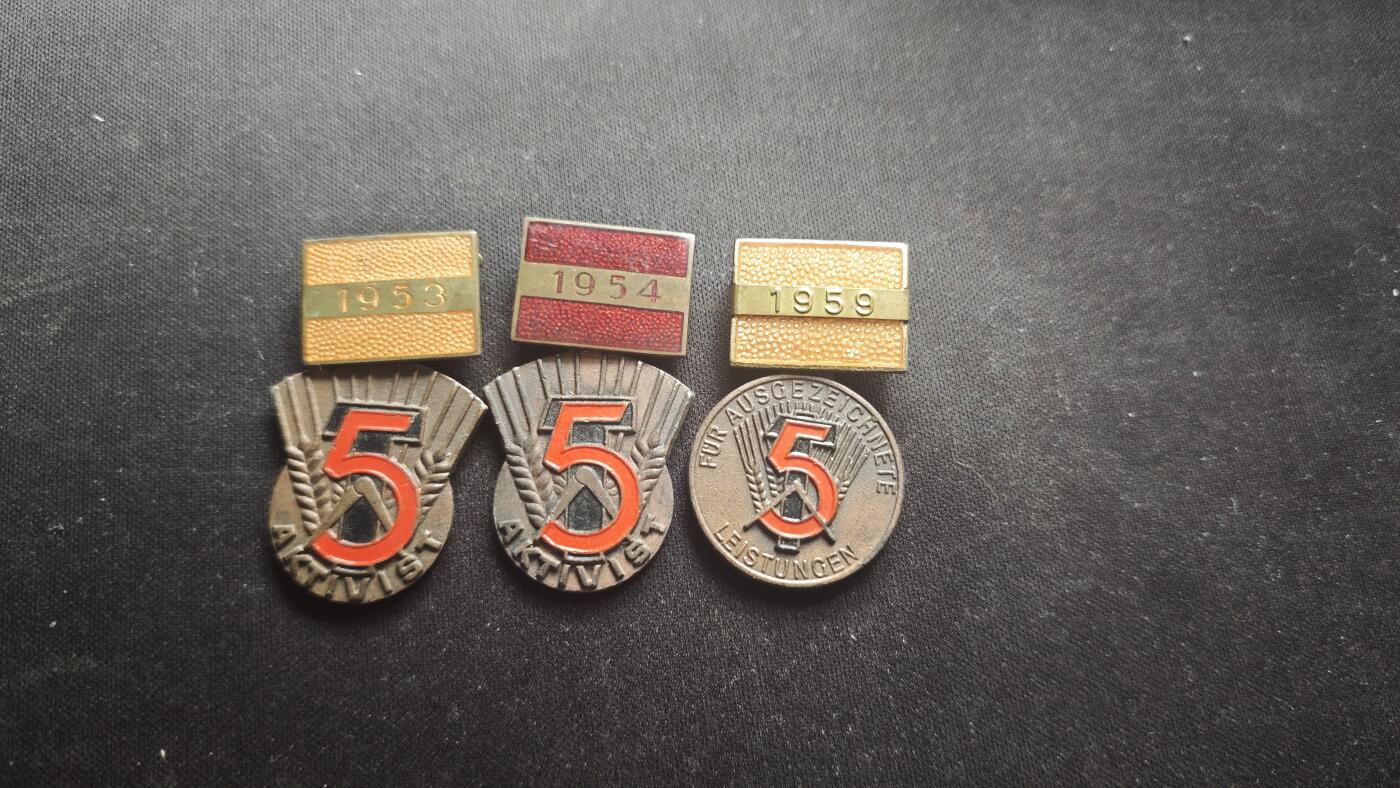 1953
5
AKTIVIST
1954
5
AKTIVIST
1959
FÜR AUSGEZEICHNETE
5
LEISTUNGEN